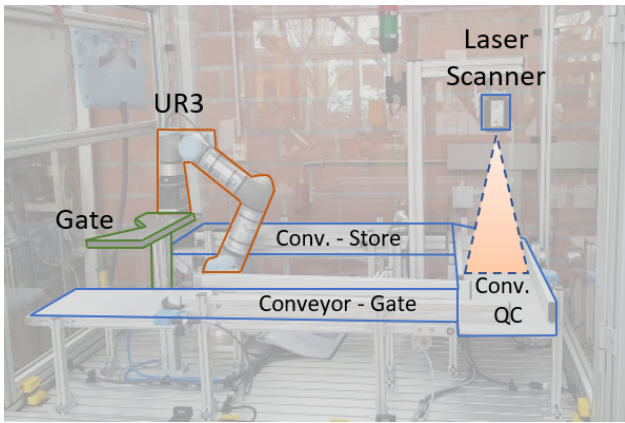 Laser
Scanner
UR3
Gate
Conv. - Store
Conveyor - Gate
Conv.
QC